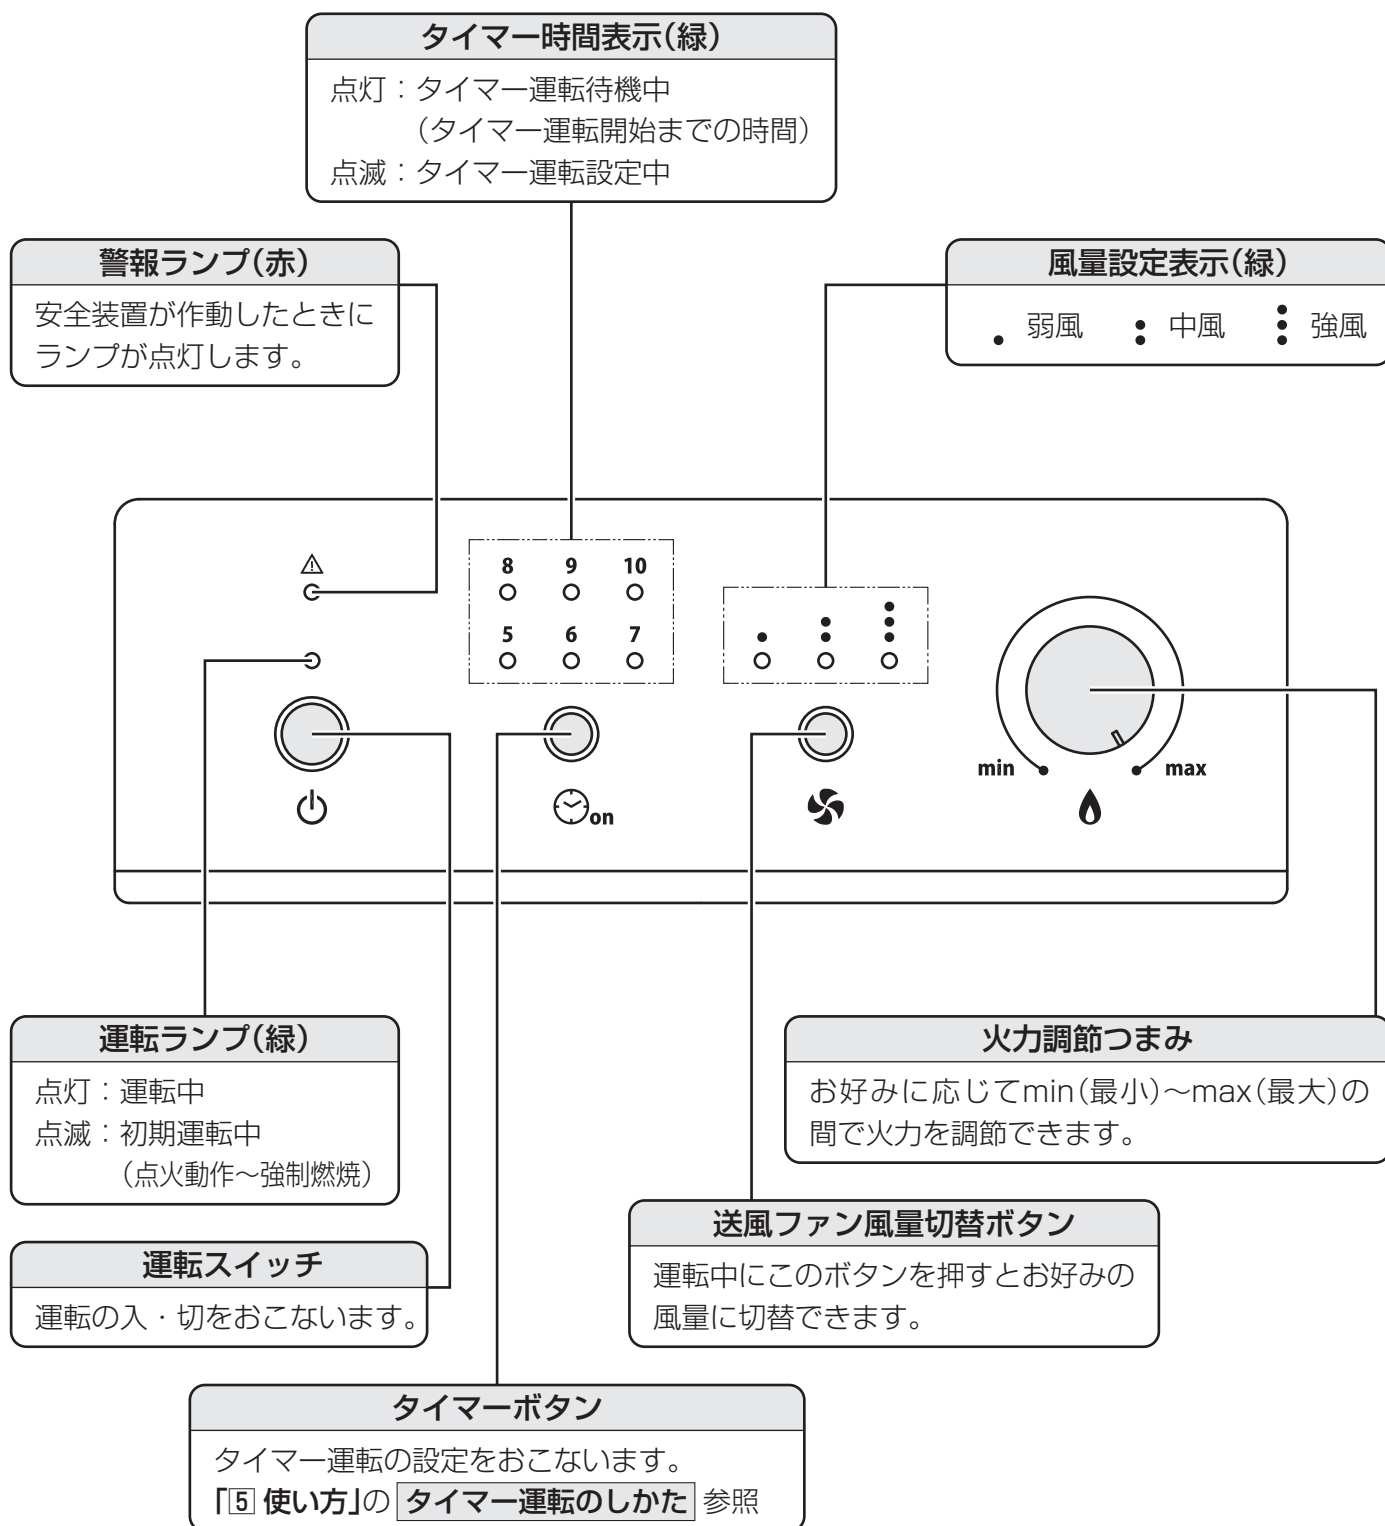 タイマー時間表示(緑)
点灯：タイマー運転待機中
（タイマー運転開始までの時間）
点滅：タイマー運転設定中
警報ランプ(赤)
安全装置が作動したときに
ランプが点灯します。
風量設定表示(緑)
弱風 中風 強風
8 9 10
5 6 7
min max
on
運転ランプ(緑)
点灯：運転中
点滅：初期運転中
（点火動作～強制燃焼）
火力調節つまみ
お好みに応じてmin(最小)～max(最大)の
間で火力を調節できます。
運転スイッチ
運転の入・切をおこないます。
送風ファン風量切替ボタン
運転中にこのボタンを押すとお好みの
風量に切替できます。
タイマーボタン
タイマー運転の設定をおこないます。
「5 使い方」の タイマー運転のしかた 参照